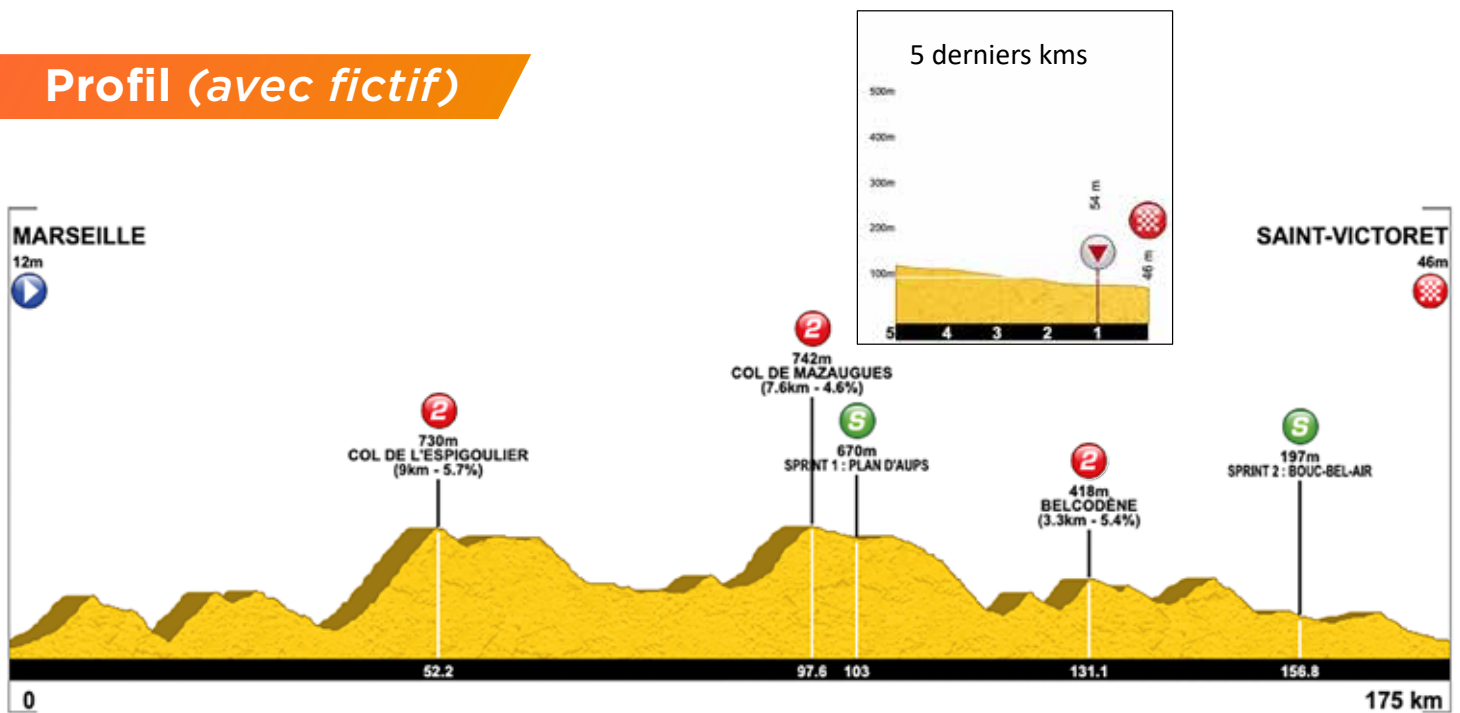 Profil (avec fictif)
5 derniers kms
500m
400m
300m
200m
100m
54 m
46 m
5 4 3 2 1
MARSEILLE
12m
SAINT-VICTORET
46m
2
730m
COL DE L'ESPIGOULIER
(9km - 5.7%)
2
742m
COL DE MAZAUGUES
(7.6km - 4.6%)
S
670m
SPRINT 1 : PLAN D'AUPS
2
418m
BELCODÈNE
(3.3km - 5.4%)
S
197m
SPRINT 2 : BOUC-BEL-AIR
52.2 97.6 103 131.1 156.8
0 175 km